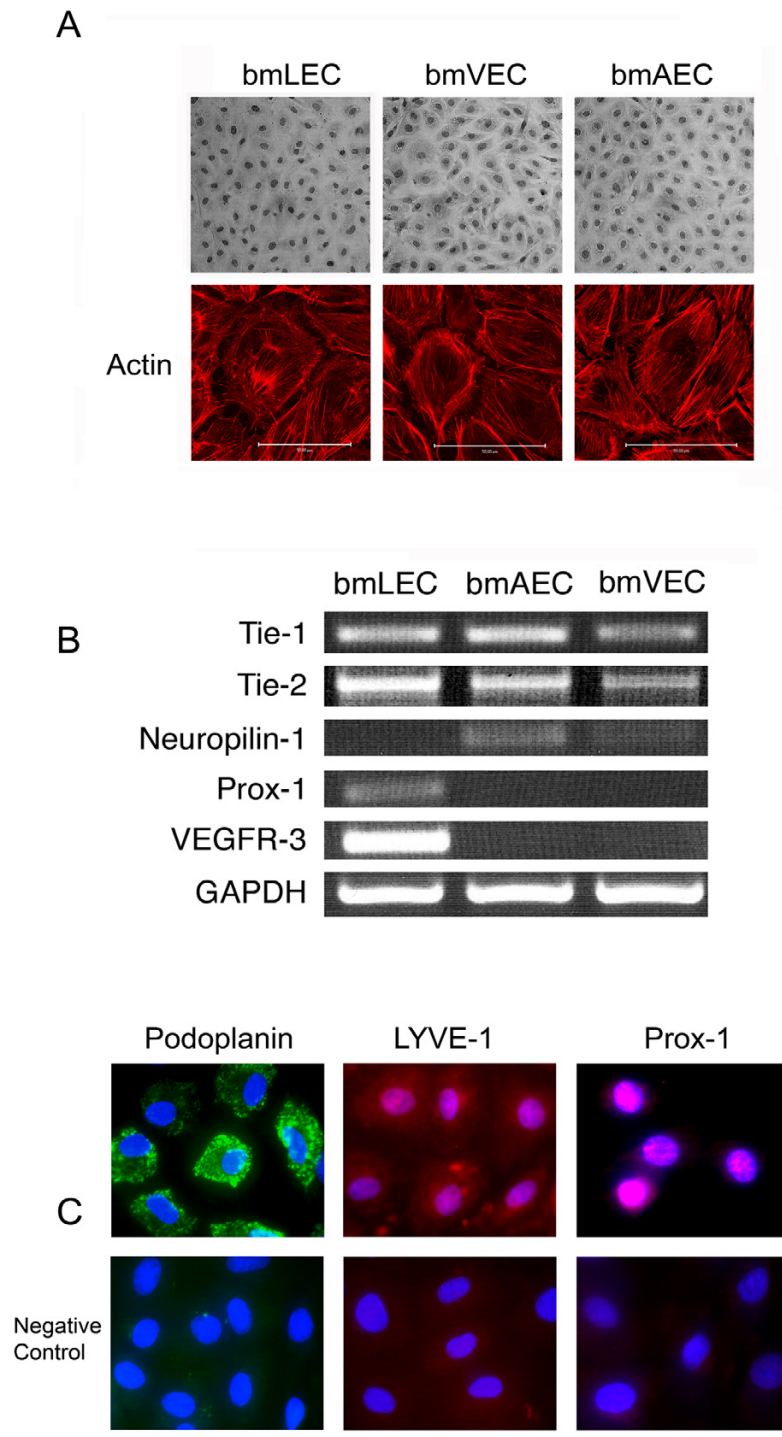 A
bmLEC bmVEC bmAEC
Actin
B
bmLEC bmAEC bmVEC
Tie-1
Tie-2
Neuropilin-1
Prox-1
VEGFR-3
GAPDH
C
Podoplanin LYVE-1 Prox-1
Negative
Control